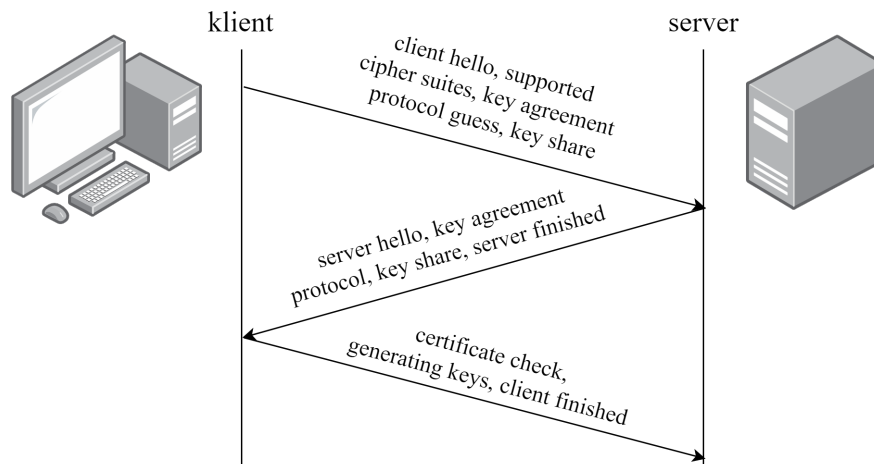 klient
server
client hello, supported
cipher suites, key agreement
protocol guess, key share
server hello, key agreement
protocol, key share, server finished
certificate check,
generating keys, client finished